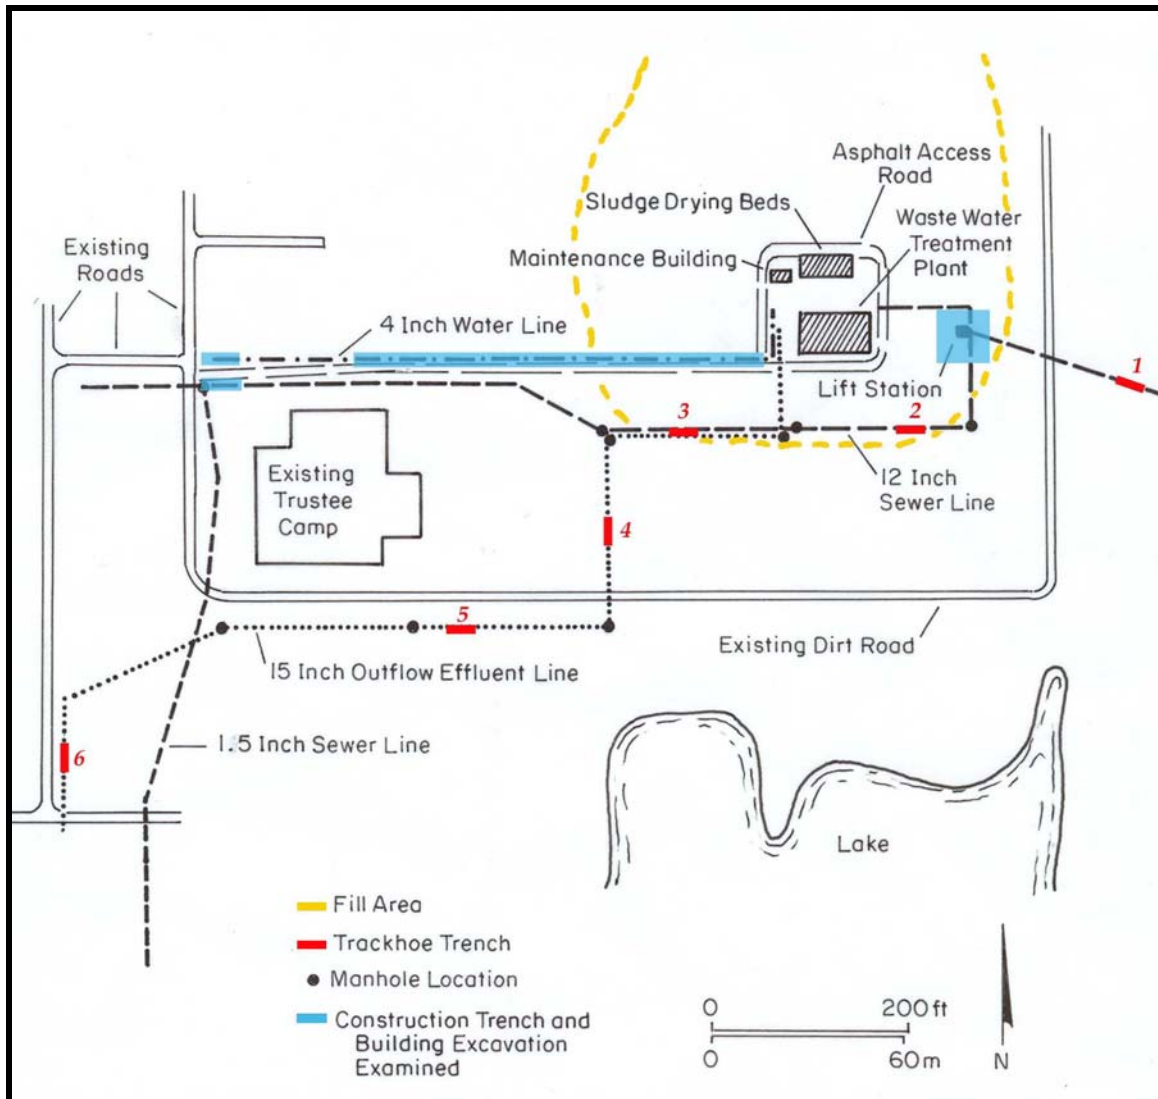 Asphalt Access
Road
Sludge Drying Beds
Waste Water
Treatment
Plant
Existing
Roads
Maintenance Building
4 Inch Water Line
1
Lift Station
3
2
Existing
Trustee
Camp
12 Inch
Sewer Line
4
5
Existing Dirt Road
15 Inch Outflow Effluent Line
6
1.5 Inch Sewer Line
Lake
Fill Area
Trackhoe Trench
Manhole Location
Construction Trench and
Building Excavation
Examined
0 200 ft
0 60 m
N